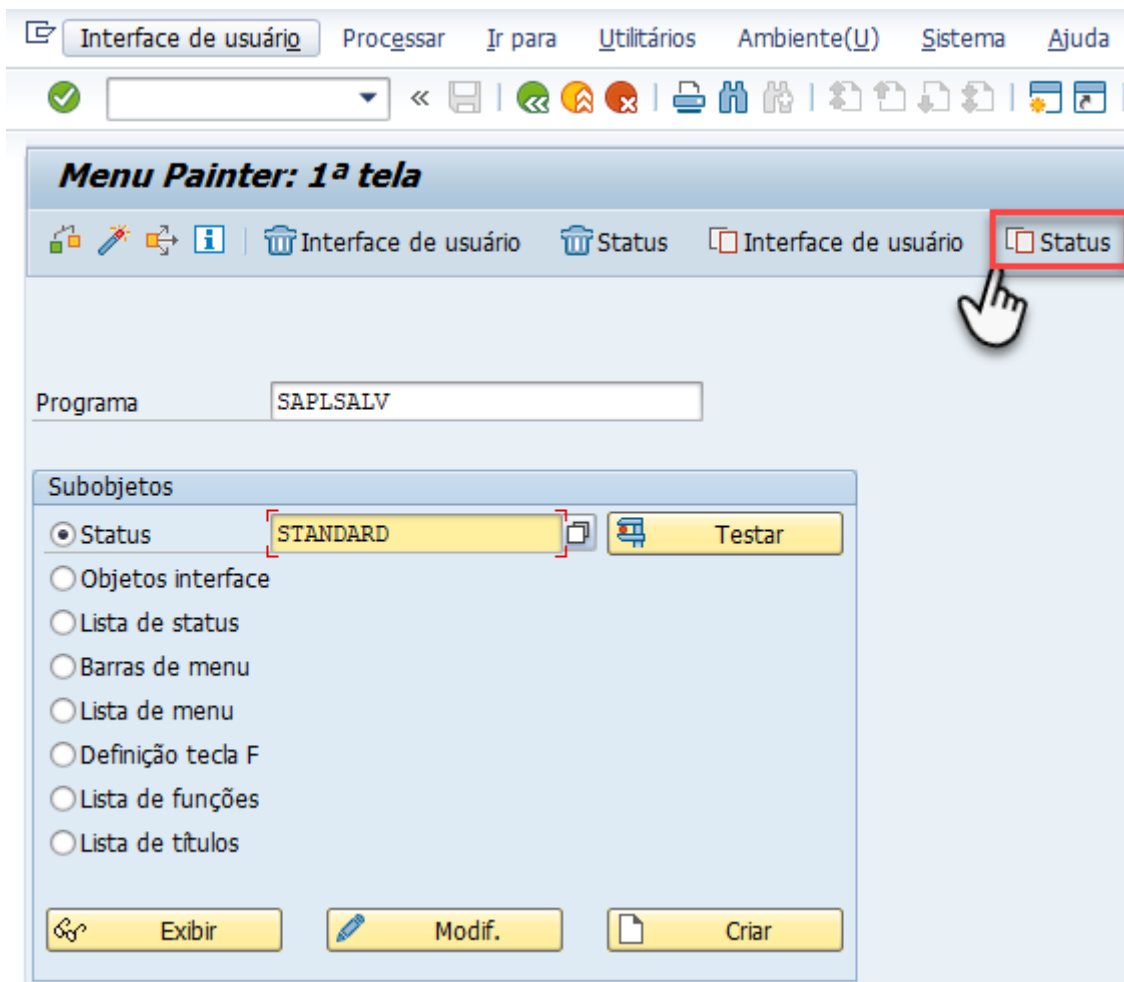 Interface de usuário Processar Ir para Utilitários Ambiente(U) Sistema Ajuda
Menu Painter: 1ª tela
Interface de usuário Status Interface de usuário Status
Programa SAPLSALV
Subobjetos
Status STANDARD Testar
Objetos interface
Lista de status
Barras de menu
Lista de menu
Definição tecla F
Lista de funções
Lista de títulos
Exibir Modif. Criar